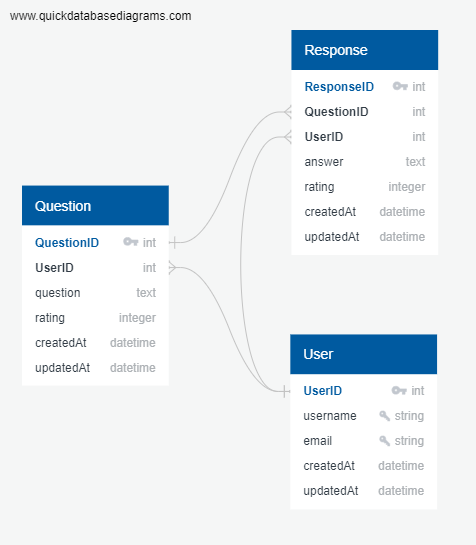 www.quickdatabasediagrams.com
Response
ResponseID int
QuestionID int
UserID int
answer text
rating integer
createdAt datetime
updatedAt datetime
Question
QuestionID int
UserID int
question text
rating integer
createdAt datetime
updatedAt datetime
User
UserID int
username string
email string
createdAt datetime
updatedAt datetime